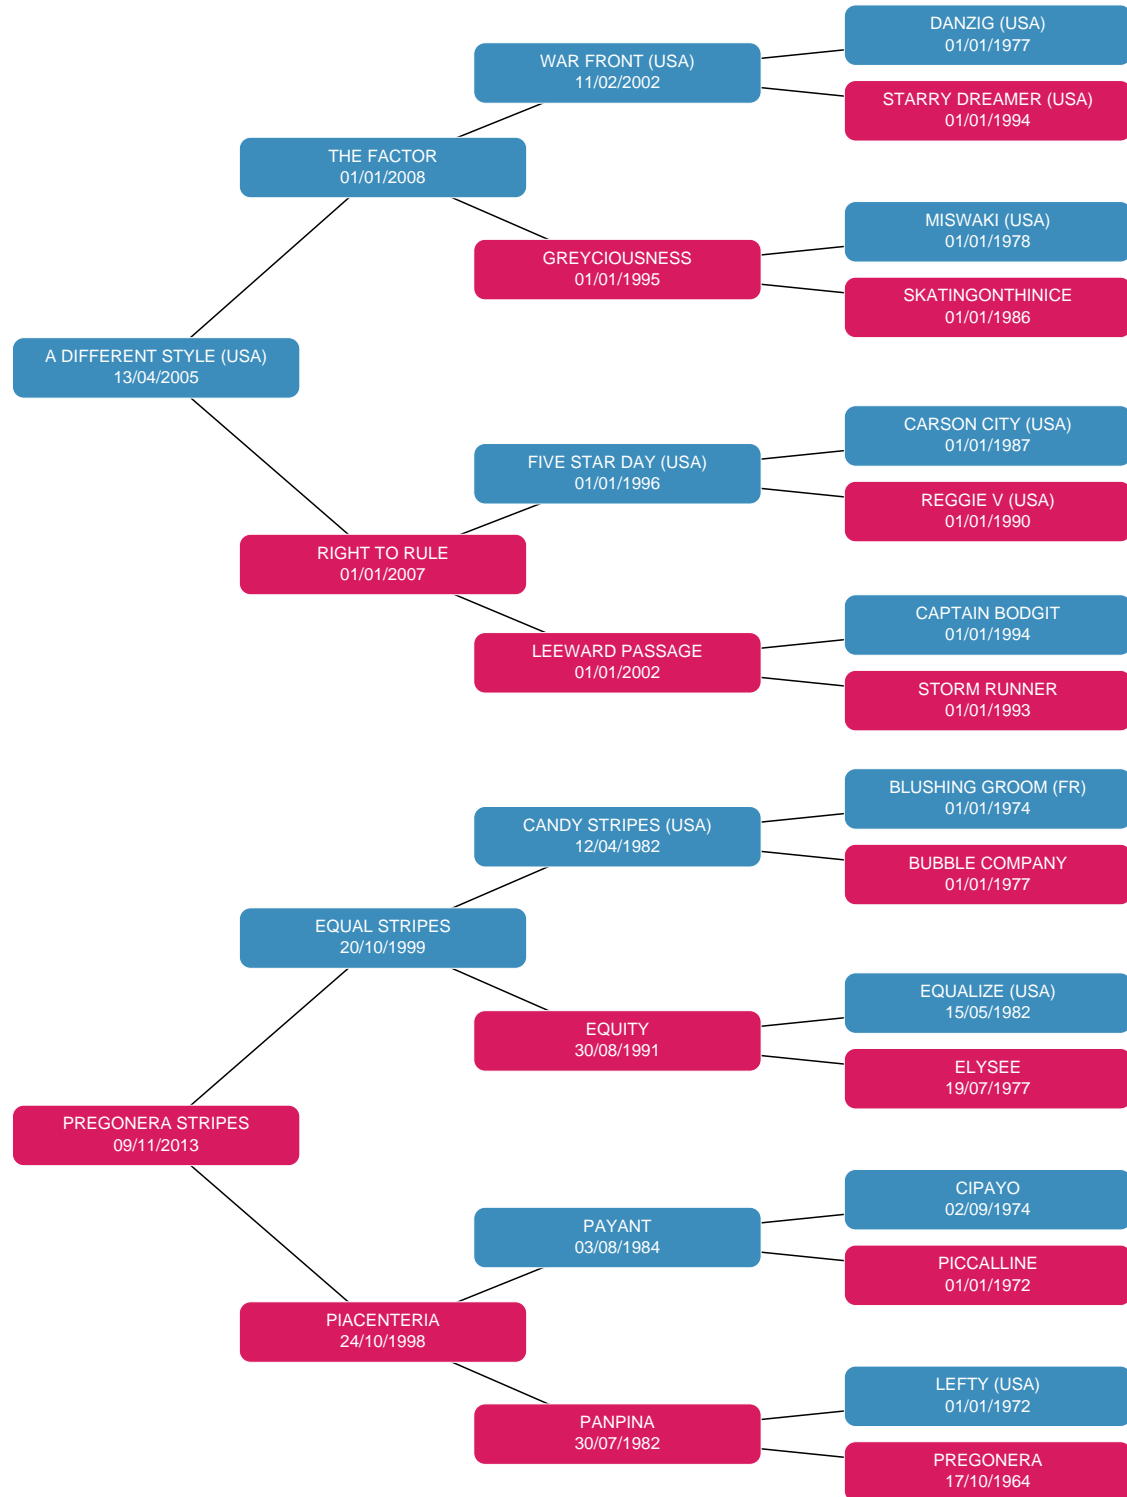 DANZIG (USA)
01/01/1977
WAR FRONT (USA)
11/02/2002
STARRY DREAMER (USA)
01/01/1994
THE FACTOR
01/01/2008
MISWAKI (USA)
01/01/1978
GREYCIOUSNESS
01/01/1995
SKATINGONTHINICE
01/01/1986
A DIFFERENT STYLE (USA)
13/04/2005
CARSON CITY (USA)
01/01/1987
FIVE STAR DAY (USA)
01/01/1996
REGGIE V (USA)
01/01/1990
RIGHT TO RULE
01/01/2007
CAPTAIN BODGIT
01/01/1994
LEEWARD PASSAGE
01/01/2002
STORM RUNNER
01/01/1993
BLUSHING GROOM (FR)
01/01/1974
CANDY STRIPES (USA)
12/04/1982
BUBBLE COMPANY
01/01/1977
EQUAL STRIPES
20/10/1999
EQUALIZE (USA)
15/05/1982
EQUITY
30/08/1991
ELYSEE
19/07/1977
PREGONERA STRIPES
09/11/2013
CIPAYO
02/09/1974
PAYANT
03/08/1984
PICCALLINE
01/01/1972
PIACENTERIA
24/10/1998
LEFTY (USA)
01/01/1972
PANPINA
30/07/1982
PREGONERA
17/10/1964